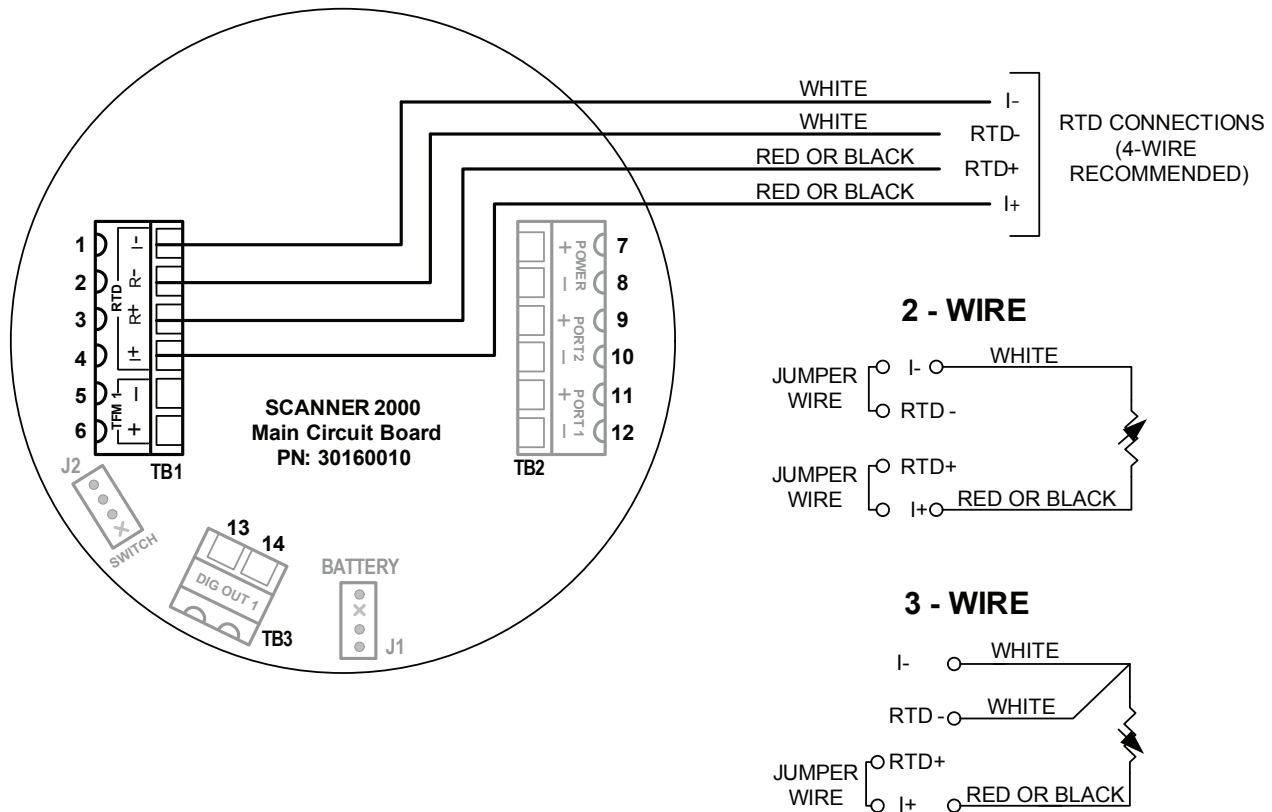 WHITE
I-
WHITE
RTD-
RED OR BLACK
RTD+
RED OR BLACK
I+
RTD CONNECTIONS
(4-WIRE
RECOMMENDED)
1
2
3
4
5
6
I-
R-
R+
I+
RTD
−
+
TFM 1
TB1
SCANNER 2000
Main Circuit Board
PN: 30160010
+
−
POWER
+
−
PORT2
+
−
PORT 1
7
8
9
10
11
12
TB2
J2
SWITCH
13
14
DIG OUT 1
TB3
BATTERY
J1
2 - WIRE
JUMPER
WIRE
I-
WHITE
RTD -
JUMPER
WIRE
RTD+
I+
RED OR BLACK
3 - WIRE
I-
WHITE
RTD -
WHITE
JUMPER
WIRE
RTD+
I+
RED OR BLACK